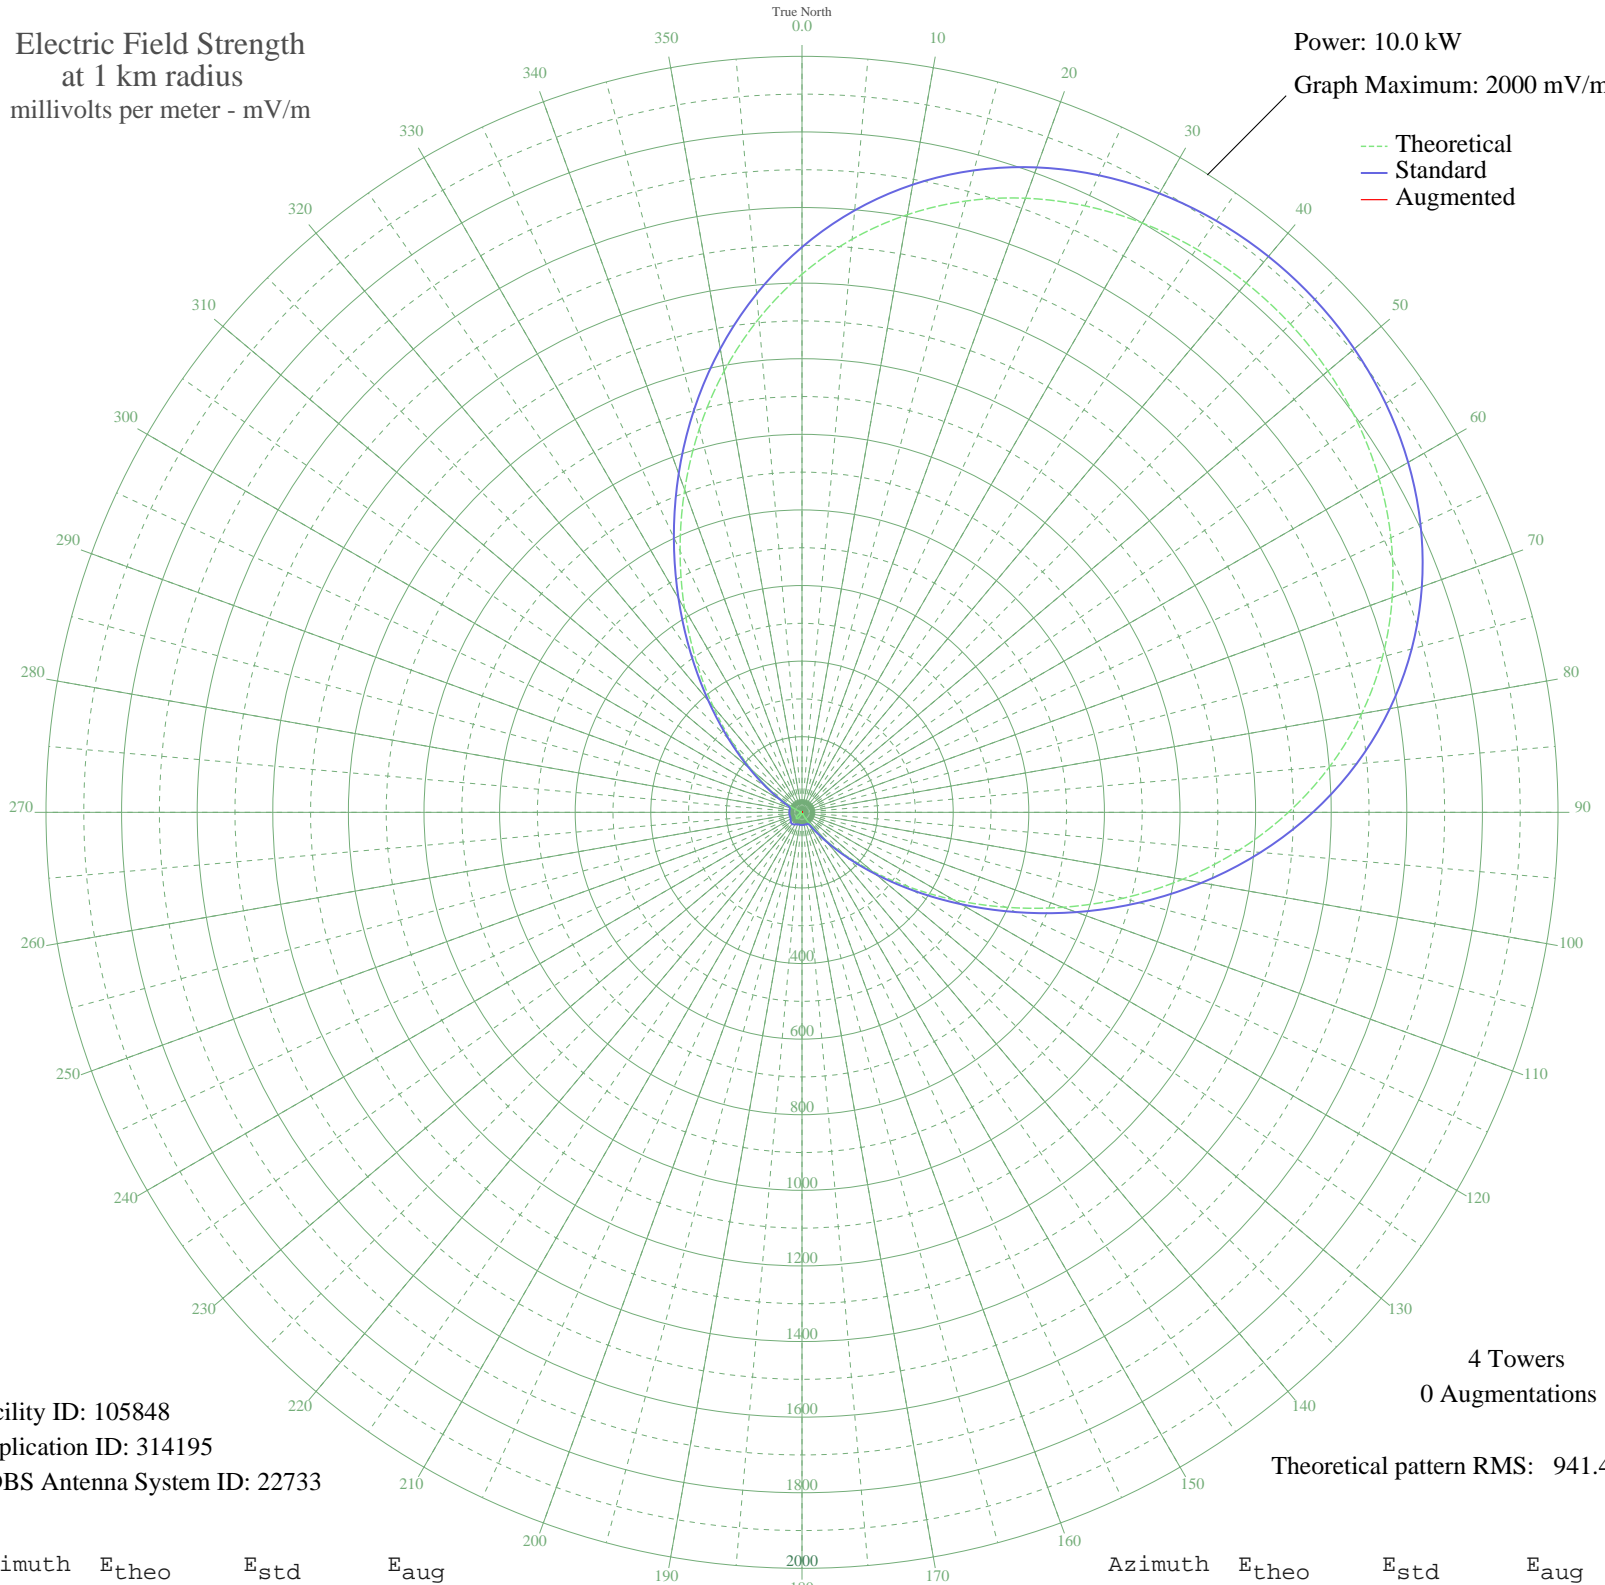 True North
0.0
Electric Field Strength
at 1 km radius
millivolts per meter - mV/m
Power: 10.0 kW
Graph Maximum: 2000 mV/m
Theoretical
Standard
Augmented
10
20
30
40
50
60
70
80
90
100
110
120
130
140
150
160
170
190
200
210
220
230
240
250
260
270
280
290
300
310
320
330
340
350
400
600
800
1000
1200
1400
1600
1800
2000
4 Towers
0 Augmentations
Theoretical pattern RMS: 941.4
cility ID: 105848
plication ID: 314195
DBS Antenna System ID: 22733
imuth Etheo Estd Eaug
Azimuth Etheo Estd Eaug